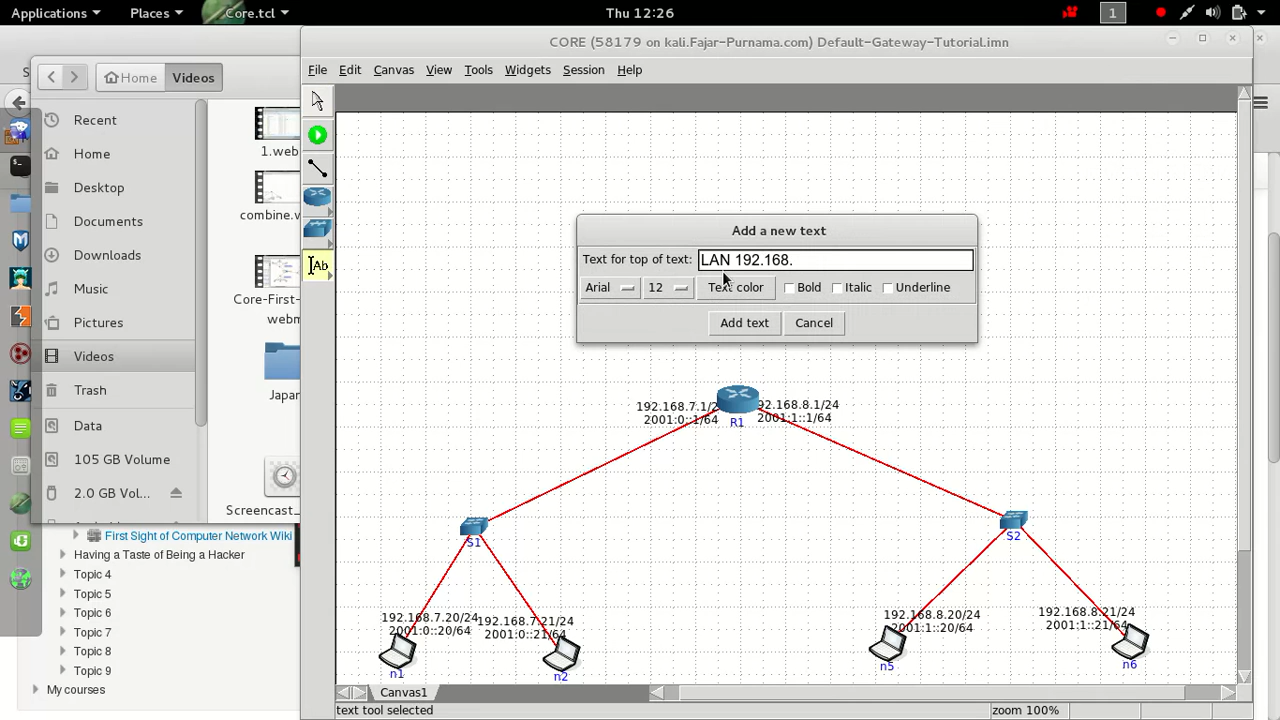 Applications
Places
Core.tcl
Thu 12:26
1
CORE (58179 on kali.Fajar-Purnama.com) Default-Gateway-Tutorial.imn
File Edit Canvas View Tools Widgets Session Help
Home
Videos
Recent
Home
Desktop
Documents
Downloads
Music
Pictures
Videos
Trash
Data
105 GB Volume
2.0 GB Vol...
1.web
combine.v
Core-First-
webm
Japan
Screencast_
Ab
Add a new text
Text for top of text: LAN 192.168.
Arial 12 Text color Bold Italic Underline
Add text Cancel
192.168.7.1/2
2001:0::1/64
92.168.8.1/24
2001:1::1/64
R1
S1
S2
192.168.7.20/24
2001:0::20/64
192.168.7.21/24
2001:0::21/64
192.168.8.20/24
2001:1::20/64
192.168.8.21/24
2001:1::21/64
n1
n2
n5
n6
First Sight of Computer Network Wiki
Having a Taste of Being a Hacker
Topic 4
Topic 5
Topic 6
Topic 7
Topic 8
Topic 9
My courses
Canvas1
text tool selected
zoom 100%